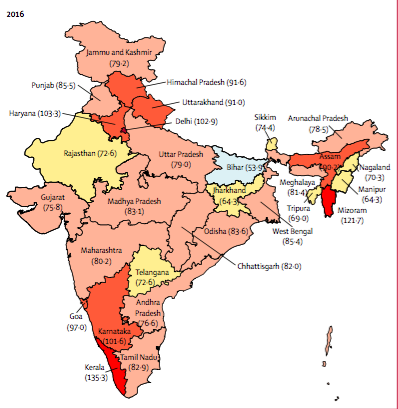 2016
Jammu and Kashmir
(79·2)
Punjab (85·5)
Himachal Pradesh (91·6)
Uttarakhand (91·0)
Haryana (103·3)
Delhi (102·9)
Sikkim
(74·4)
Arunachal Pradesh
(78·5)
Rajasthan (72·6)
Uttar Pradesh
(79·0)
Bihar (53·9)
Assam
Nagaland
(70·3)
Meghalaya
(81·4)
Manipur
(64·3)
Jharkhand
(64·3)
Tripura
(69·0)
Mizoram
(121·7)
Gujarat
(75·8)
Madhya Pradesh
(83·1)
West Bengal
(85·4)
Odisha (83·6)
Chhattisgarh (82·0)
Maharashtra
(80·2)
Telangana
(72·6)
Goa
(97·0)
Andhra
Pradesh
(76·6)
Karnataka
(101·6)
Kerala
(135·3)
Tamil Nadu
(82·9)